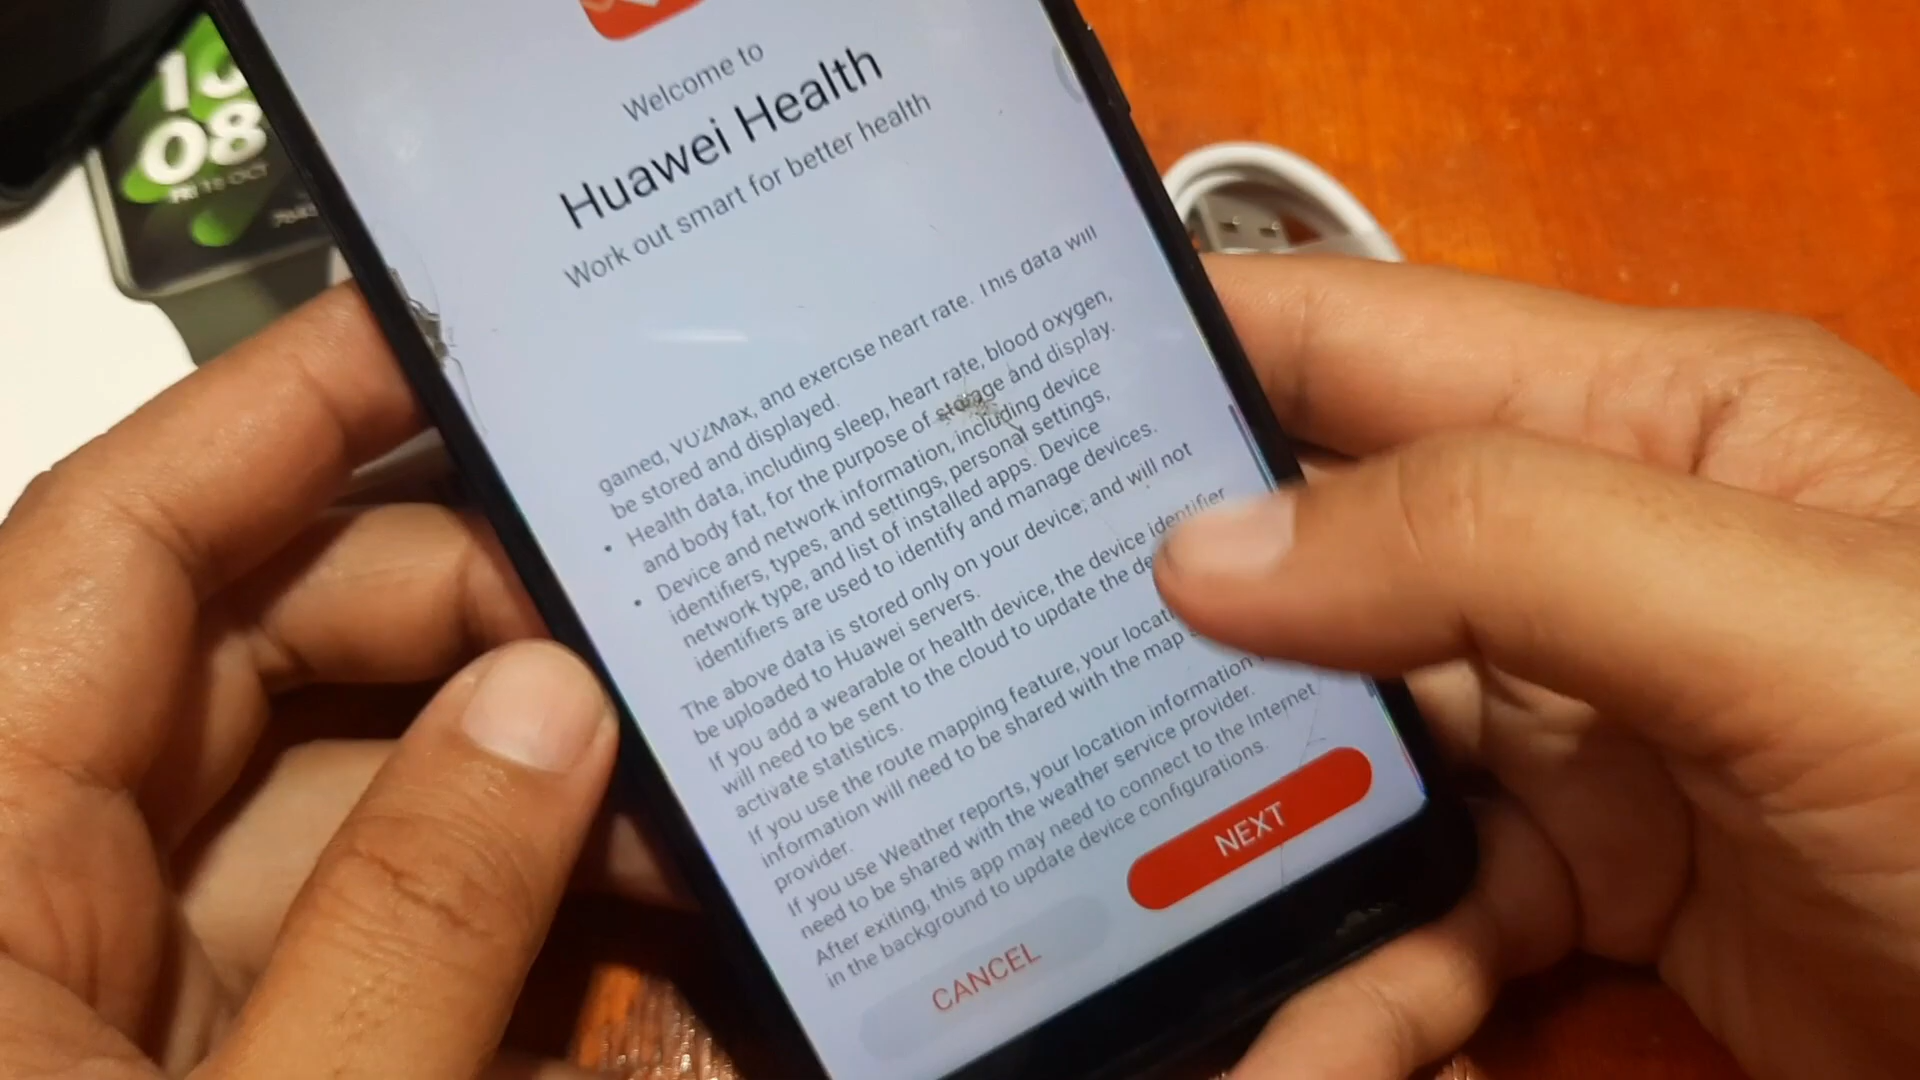 08
FRI 18 OCT
Welcome to
Huawei Health
Work out smart for better health
gained, VO2Max, and exercise heart rate. This data will
be stored and displayed.
• Health data, including sleep, heart rate, blood oxygen,
and body fat, for the purpose of storage and display.
• Device and network information, including device
identifiers, types, and settings, personal settings,
network type, and list of installed apps. Device
identifiers are used to identify and manage devices.
The above data is stored only on your device, and will not
be uploaded to Huawei servers.
If you add a wearable or health device, the device identifier
will need to be sent to the cloud to update the
activate statistics.
If you use the route mapping feature, your
information will need to be shared with the map
provider.
If you use Weather reports, your location information
need to be shared with the weather service provider.
After exiting, this app may need to connect to the Internet
in the background to update device configurations.
CANCEL
NEXT